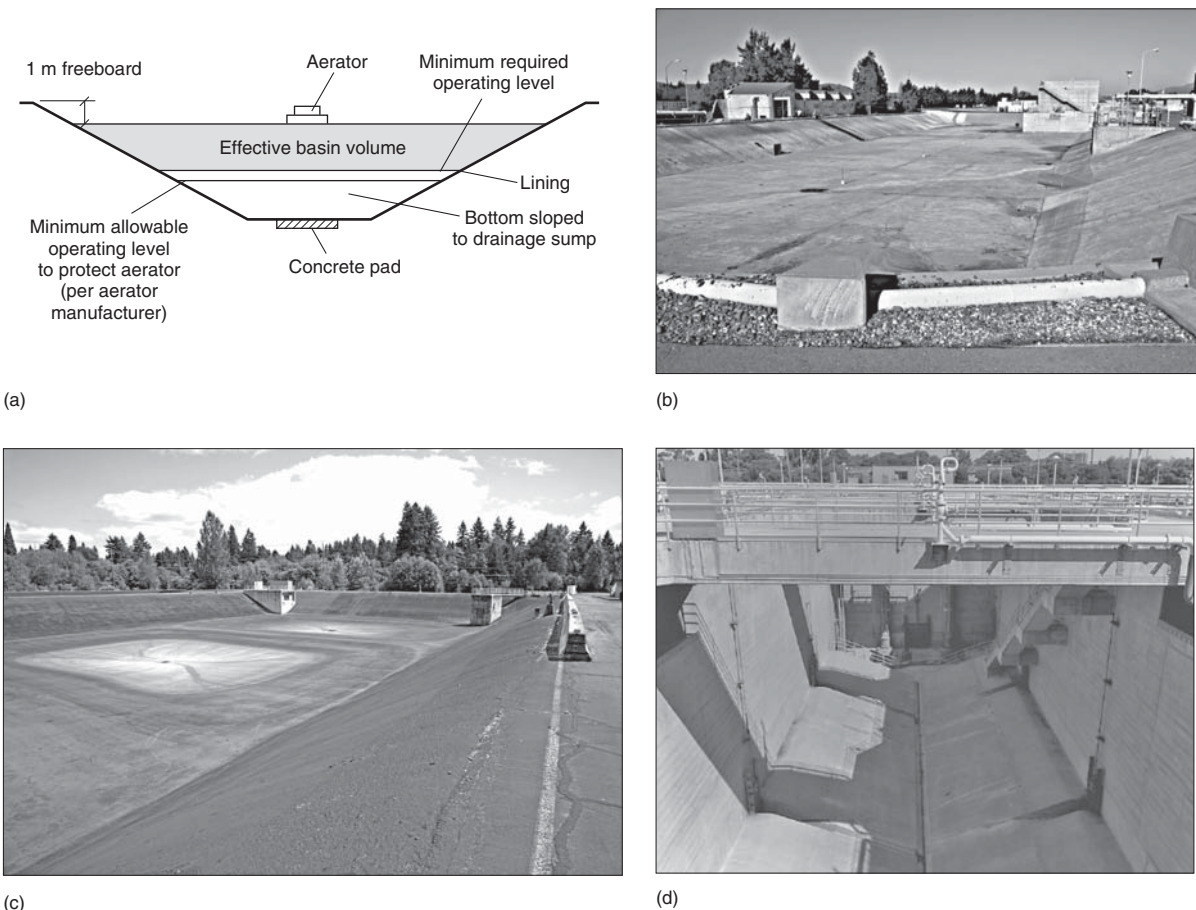 1 m freeboard
Aerator
Minimum required
operating level
Effective basin volume
Lining
Minimum allowable
operating level
to protect aerator
(per aerator
manufacturer)
Bottom sloped
to drainage sump
Concrete pad
(a)
(b)
(c)
(d)